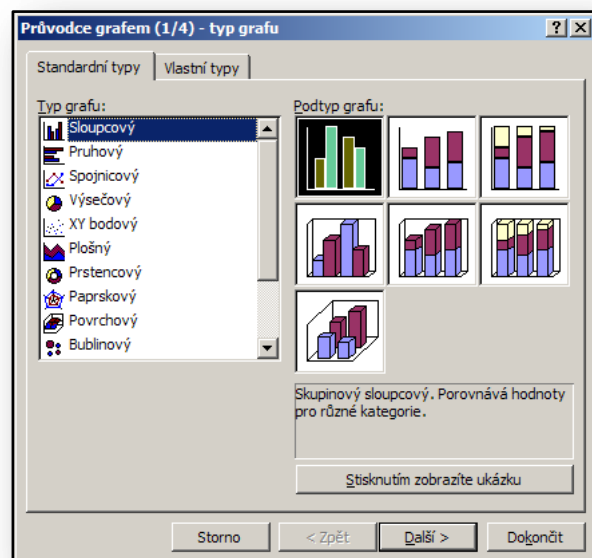 Průvodce grafem (1/4) - typ grafu
Standardní typy
Vlastní typy
Typ grafu:
Podtyp grafu:
Sloupcový
Pruhový
Spojnicový
Výsečový
XY bodový
Plošný
Prstencový
Paprskový
Povrchový
Bublinový
Skupinový sloupcový. Porovnává hodnoty
pro různé kategorie.
Stisknutím zobrazíte ukázku
Storno
< Zpět
Další >
Dokončit